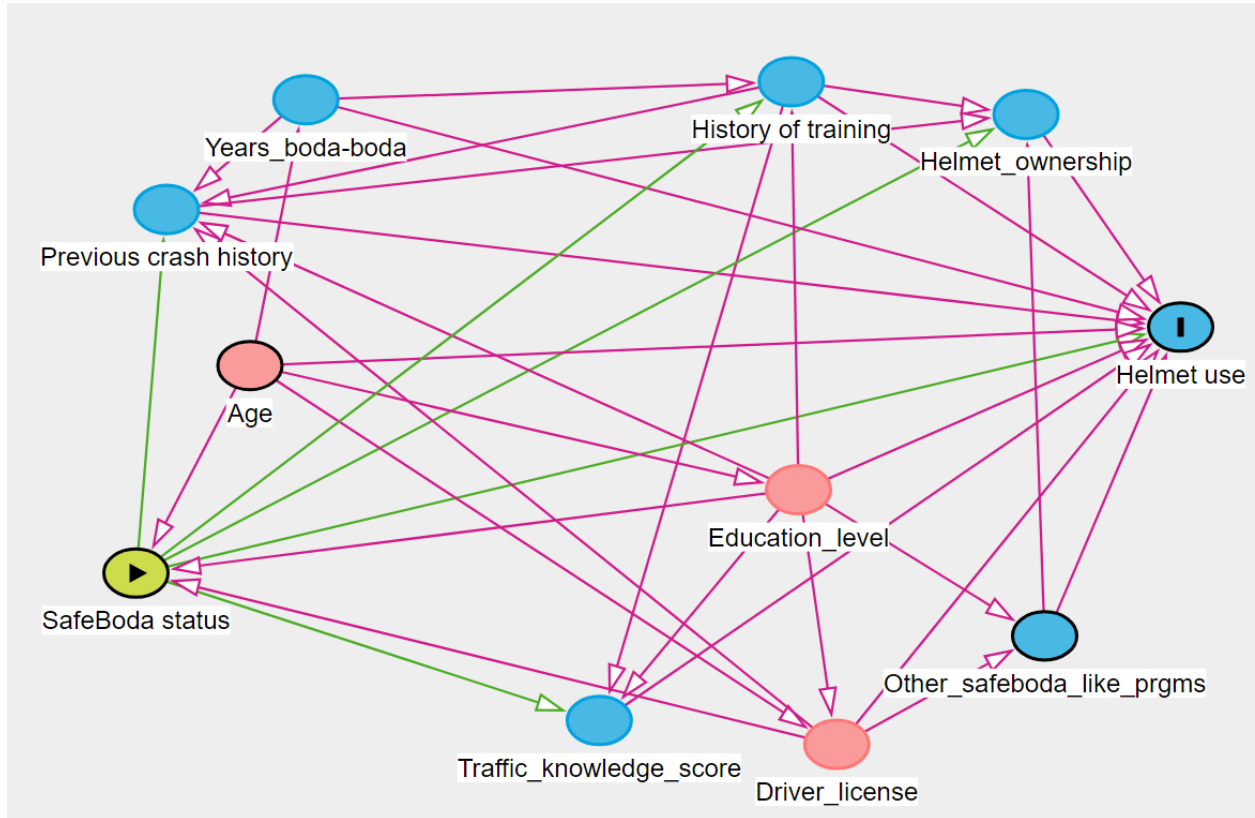 History of training
Years_boda-boda
Helmet_ownership
Previous crash history
Helmet use
Age
Education_level
SafeBoda status
Other_safeboda_like_prgms
Traffic_knowledge_score
Driver_license